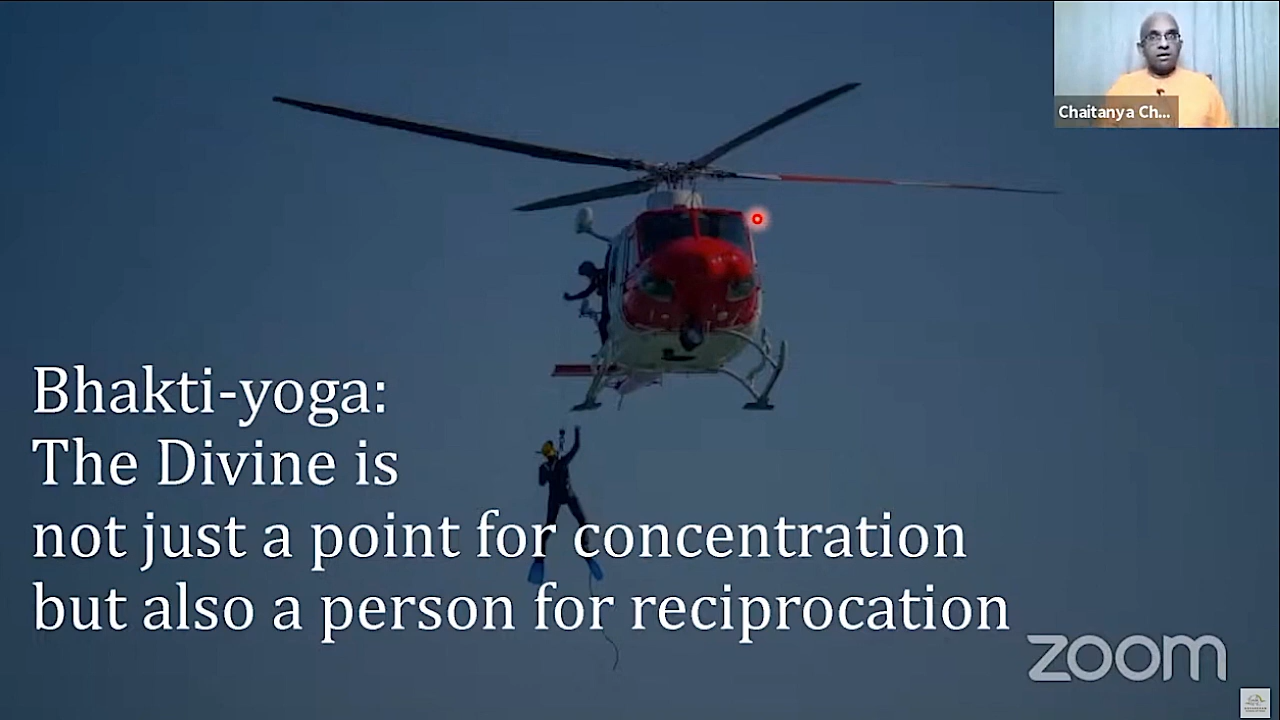 Chaitanya Ch...
Bhakti-yoga:
The Divine is
not just a point for concentration
but also a person for reciprocation
zoom